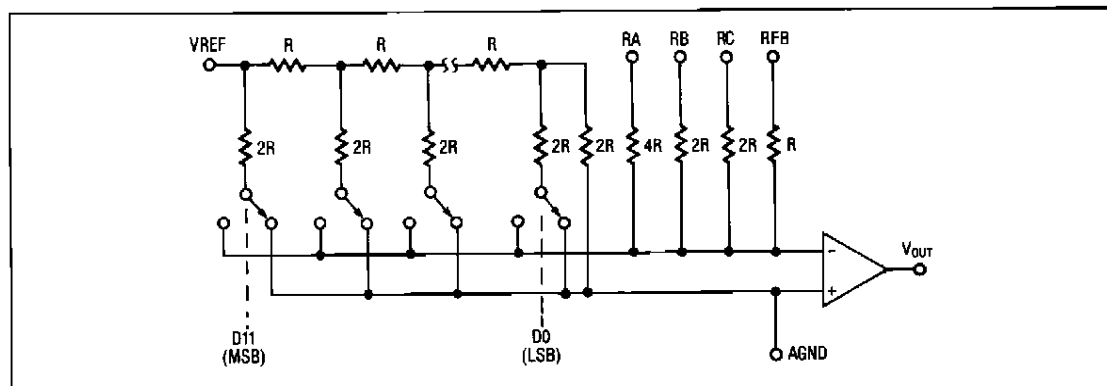 VREF R R R RA RB RC RFB
2R 2R 2R 2R 2R 4R 2R 2R R
− VOUT
+
D11 D0 AGND
(MSB) (LSB)